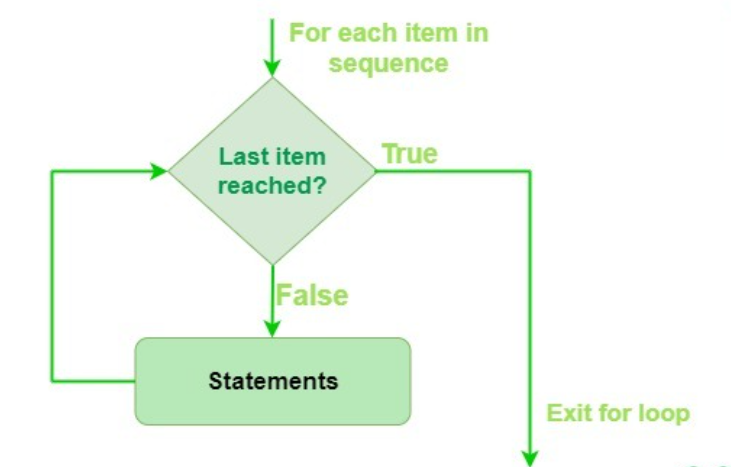 For each item in
sequence
Last item
reached?
True
False
Statements
Exit for loop